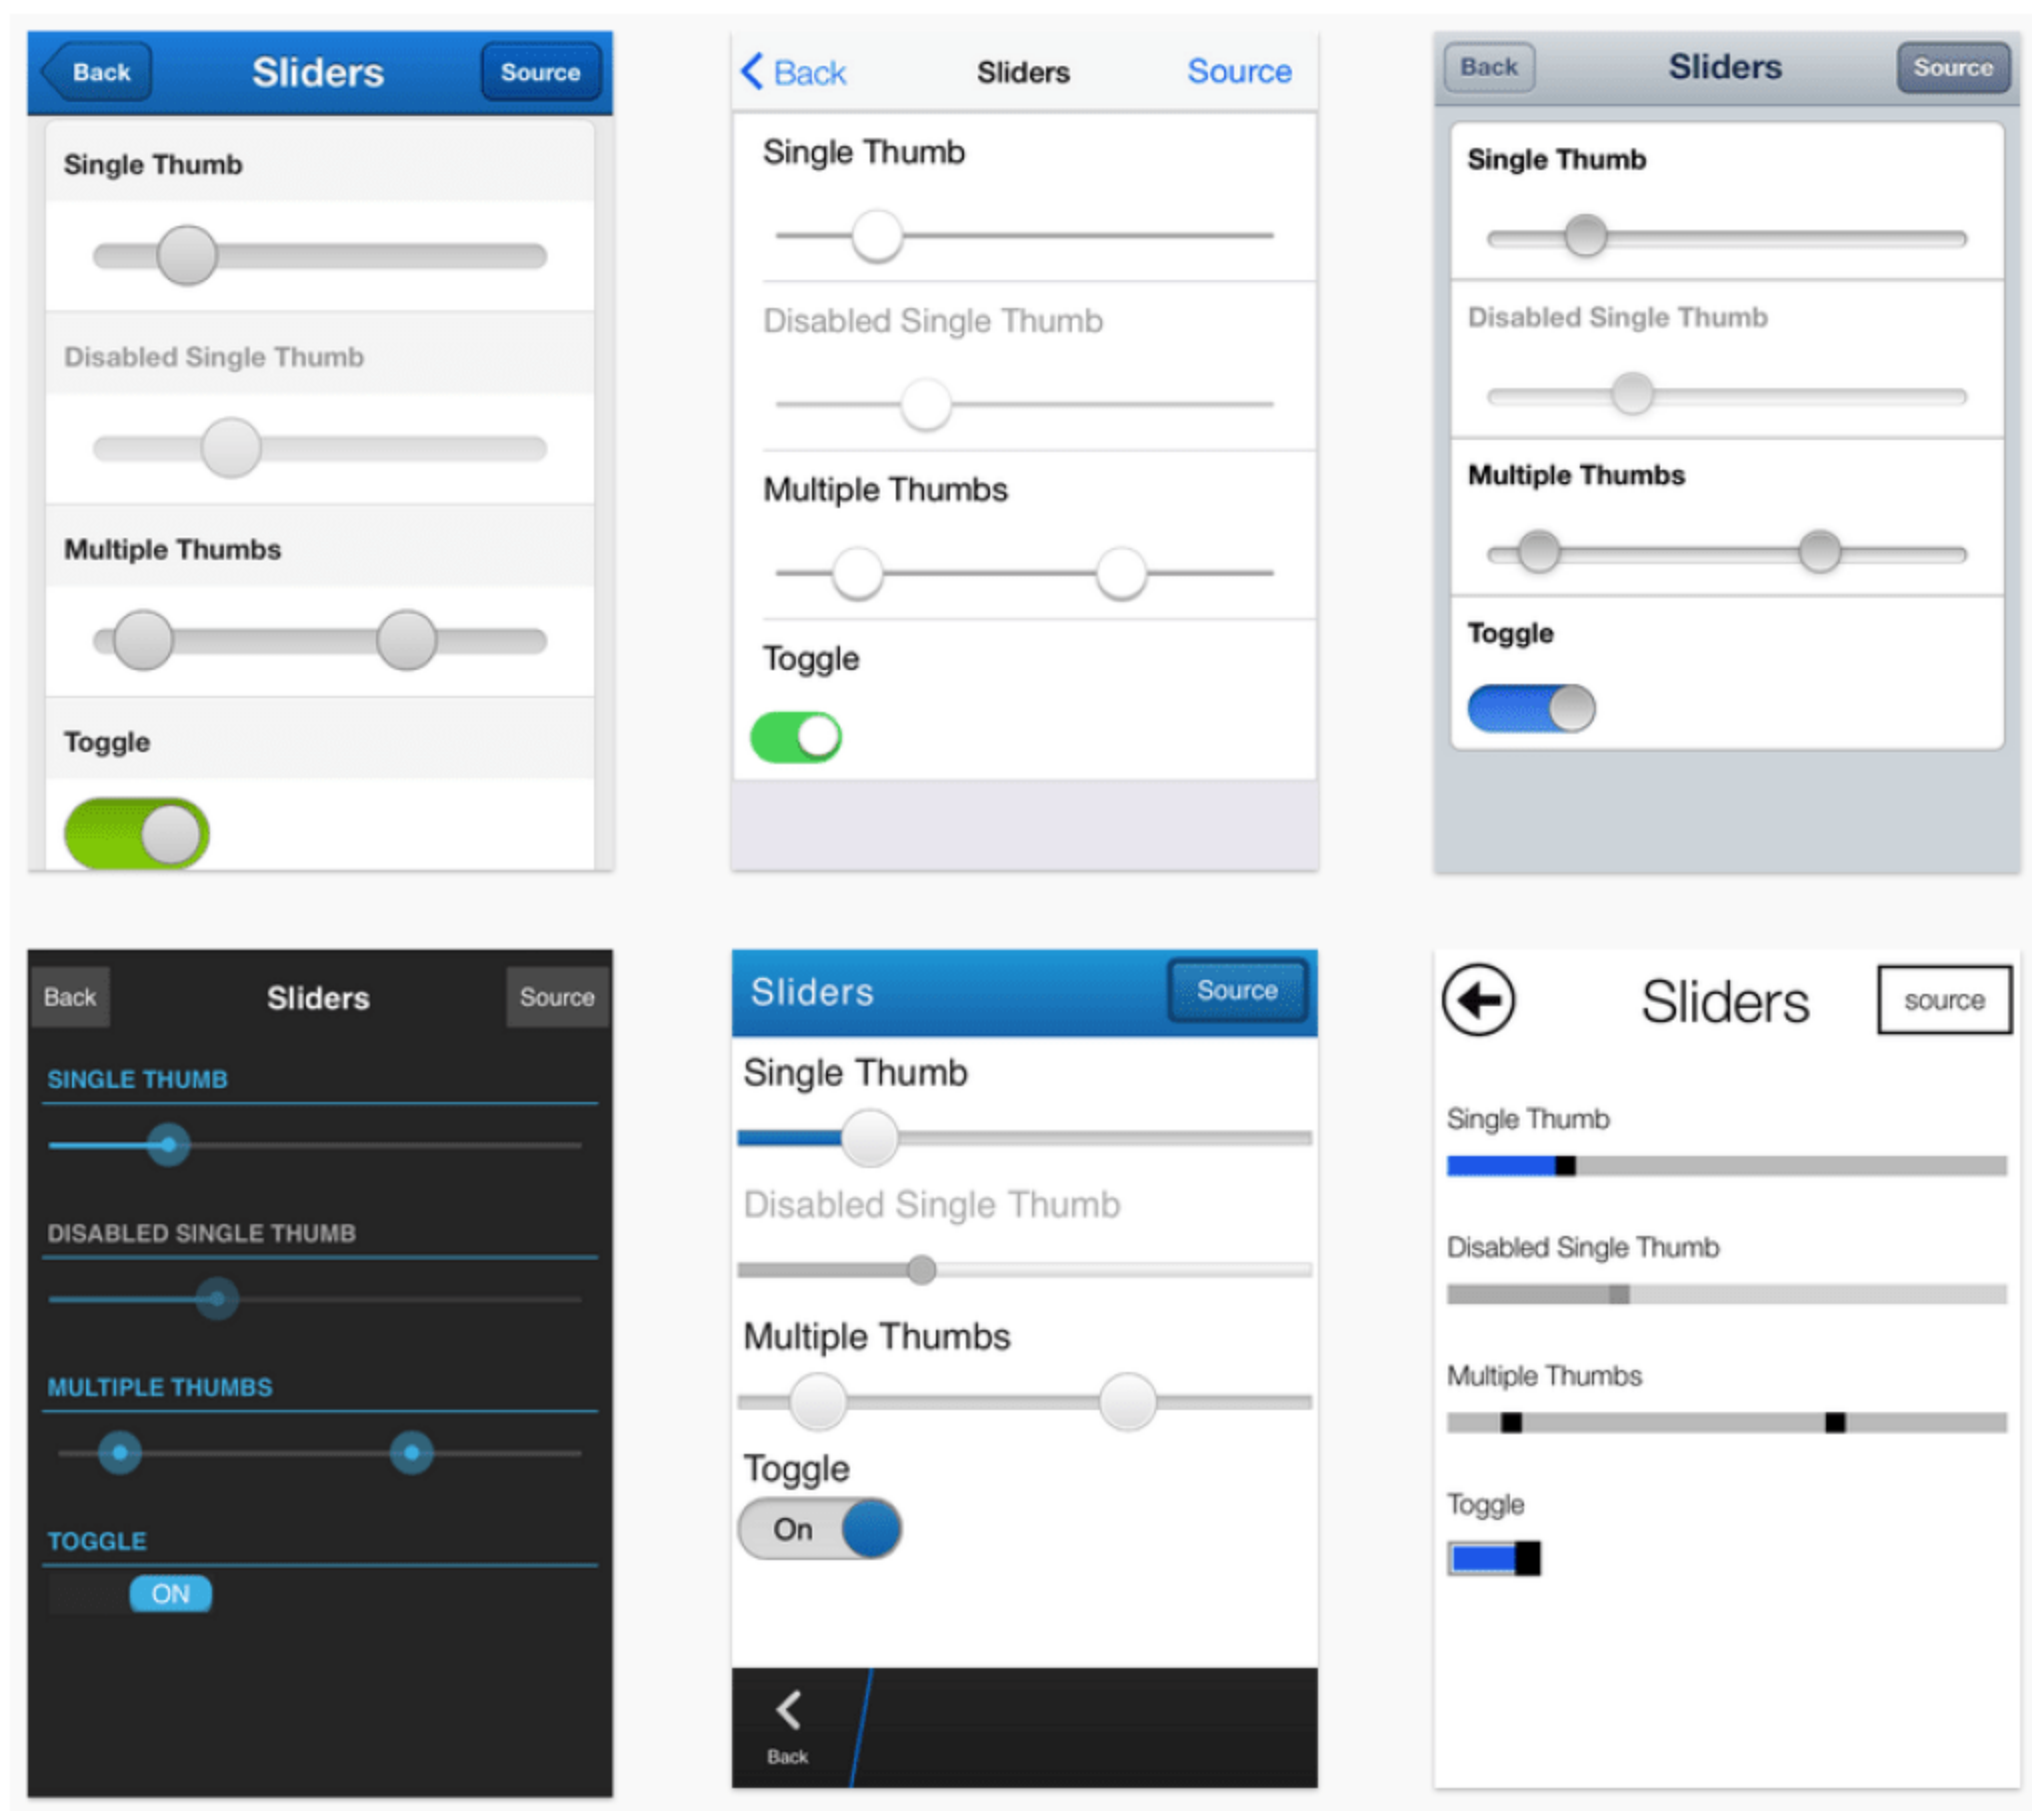 Back Sliders Source
Single Thumb
Disabled Single Thumb
Multiple Thumbs
Toggle
Back Sliders Source
Single Thumb
Disabled Single Thumb
Multiple Thumbs
Toggle
Back Sliders Source
Single Thumb
Disabled Single Thumb
Multiple Thumbs
Toggle
Back Sliders Source
SINGLE THUMB
DISABLED SINGLE THUMB
MULTIPLE THUMBS
TOGGLE
ON
Sliders Source
Single Thumb
Disabled Single Thumb
Multiple Thumbs
Toggle
On
Back
Sliders source
Single Thumb
Disabled Single Thumb
Multiple Thumbs
Toggle